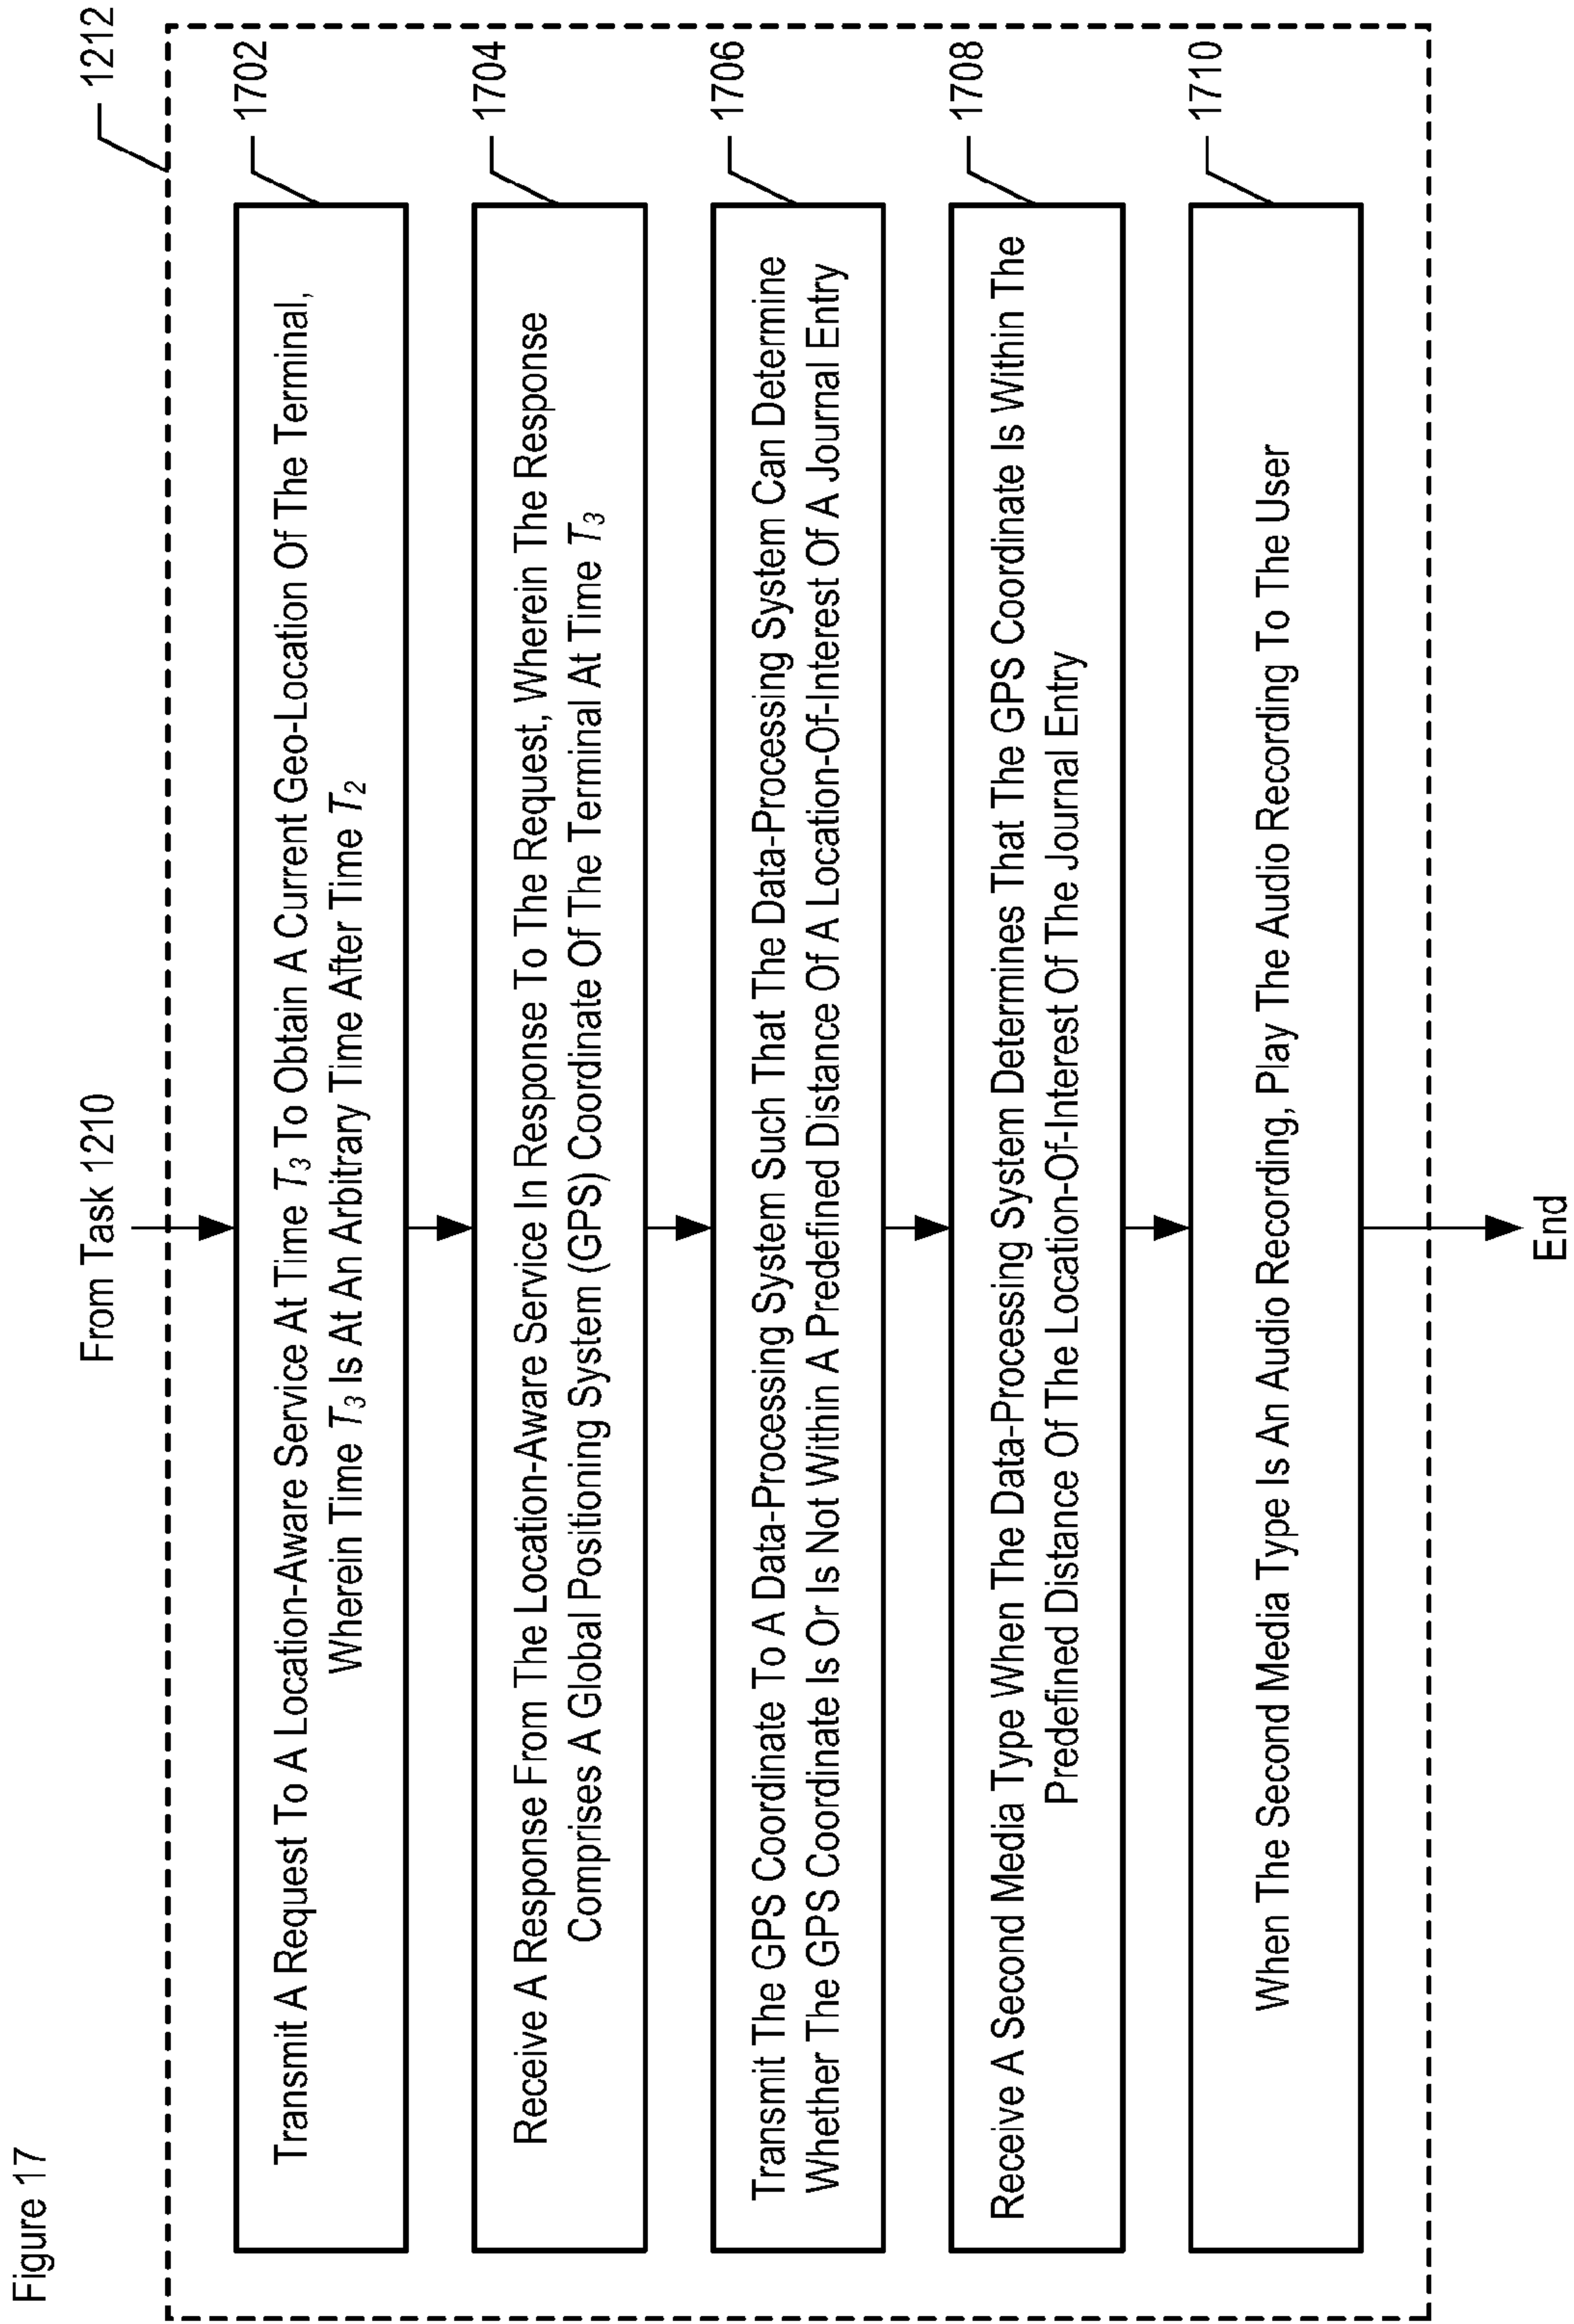 Figure 17
From Task 1210
1212
1702
Transmit A Request To A Location-Aware Service At Time T3 To Obtain A Current Geo-Location Of The Terminal,
Wherein Time T3 Is At An Arbitrary Time After Time T2
1704
Receive A Response From The Location-Aware Service In Response To The Request, Wherein The Response
Comprises A Global Positioning System (GPS) Coordinate Of The Terminal At Time T3
1706
Transmit The GPS Coordinate To A Data-Processing System Such That The Data-Processing System Can Determine
Whether The GPS Coordinate Is Or Is Not Within A Predefined Distance Of A Location-Of-Interest Of A Journal Entry
1708
Receive A Second Media Type When The Data-Processing System Determines That The GPS Coordinate Is Within The
Predefined Distance Of The Location-Of-Interest Of The Journal Entry
1710
When The Second Media Type Is An Audio Recording, Play The Audio Recording To The User
End